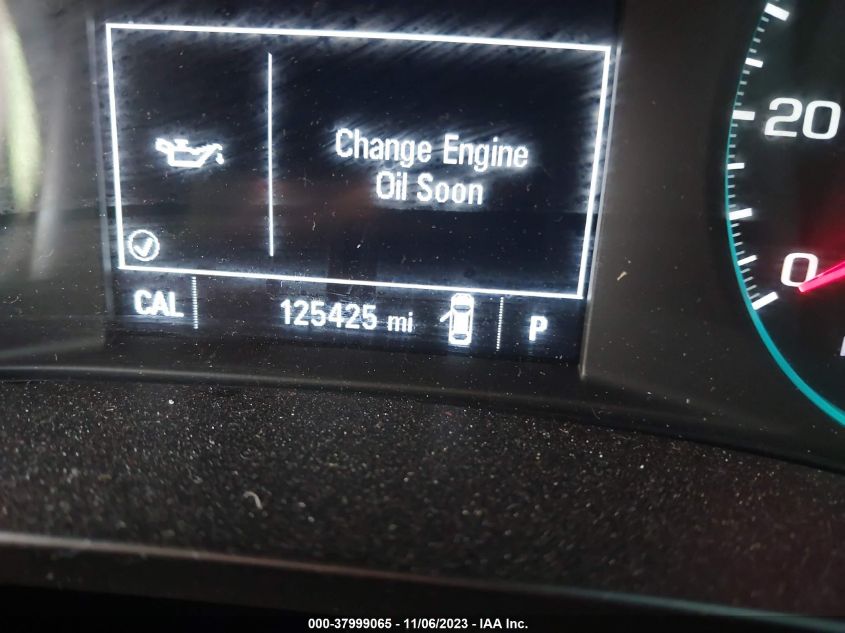 Change Engine
Oil Soon
CAL
125425 mi
P
20
0
000-37999065 - 11/06/2023 - IAA Inc.